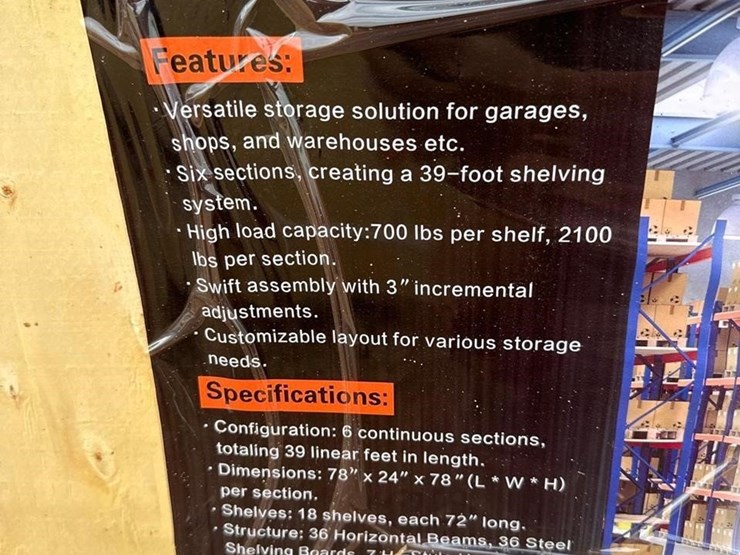 Features:
· Versatile storage solution for garages,
shops, and warehouses etc.
· Six sections, creating a 39-foot shelving
system.
· High load capacity:700 lbs per shelf, 2100
lbs per section.
· Swift assembly with 3" incremental
adjustments.
· Customizable layout for various storage
needs.
Specifications:
· Configuration: 6 continuous sections,
totaling 39 linear feet in length.
· Dimensions: 78" x 24" x 78" (L * W * H)
per section.
· Shelves: 18 shelves, each 72" long.
· Structure: 36 Horizontal Beams, 36 Steel
Shelving Boards, 7